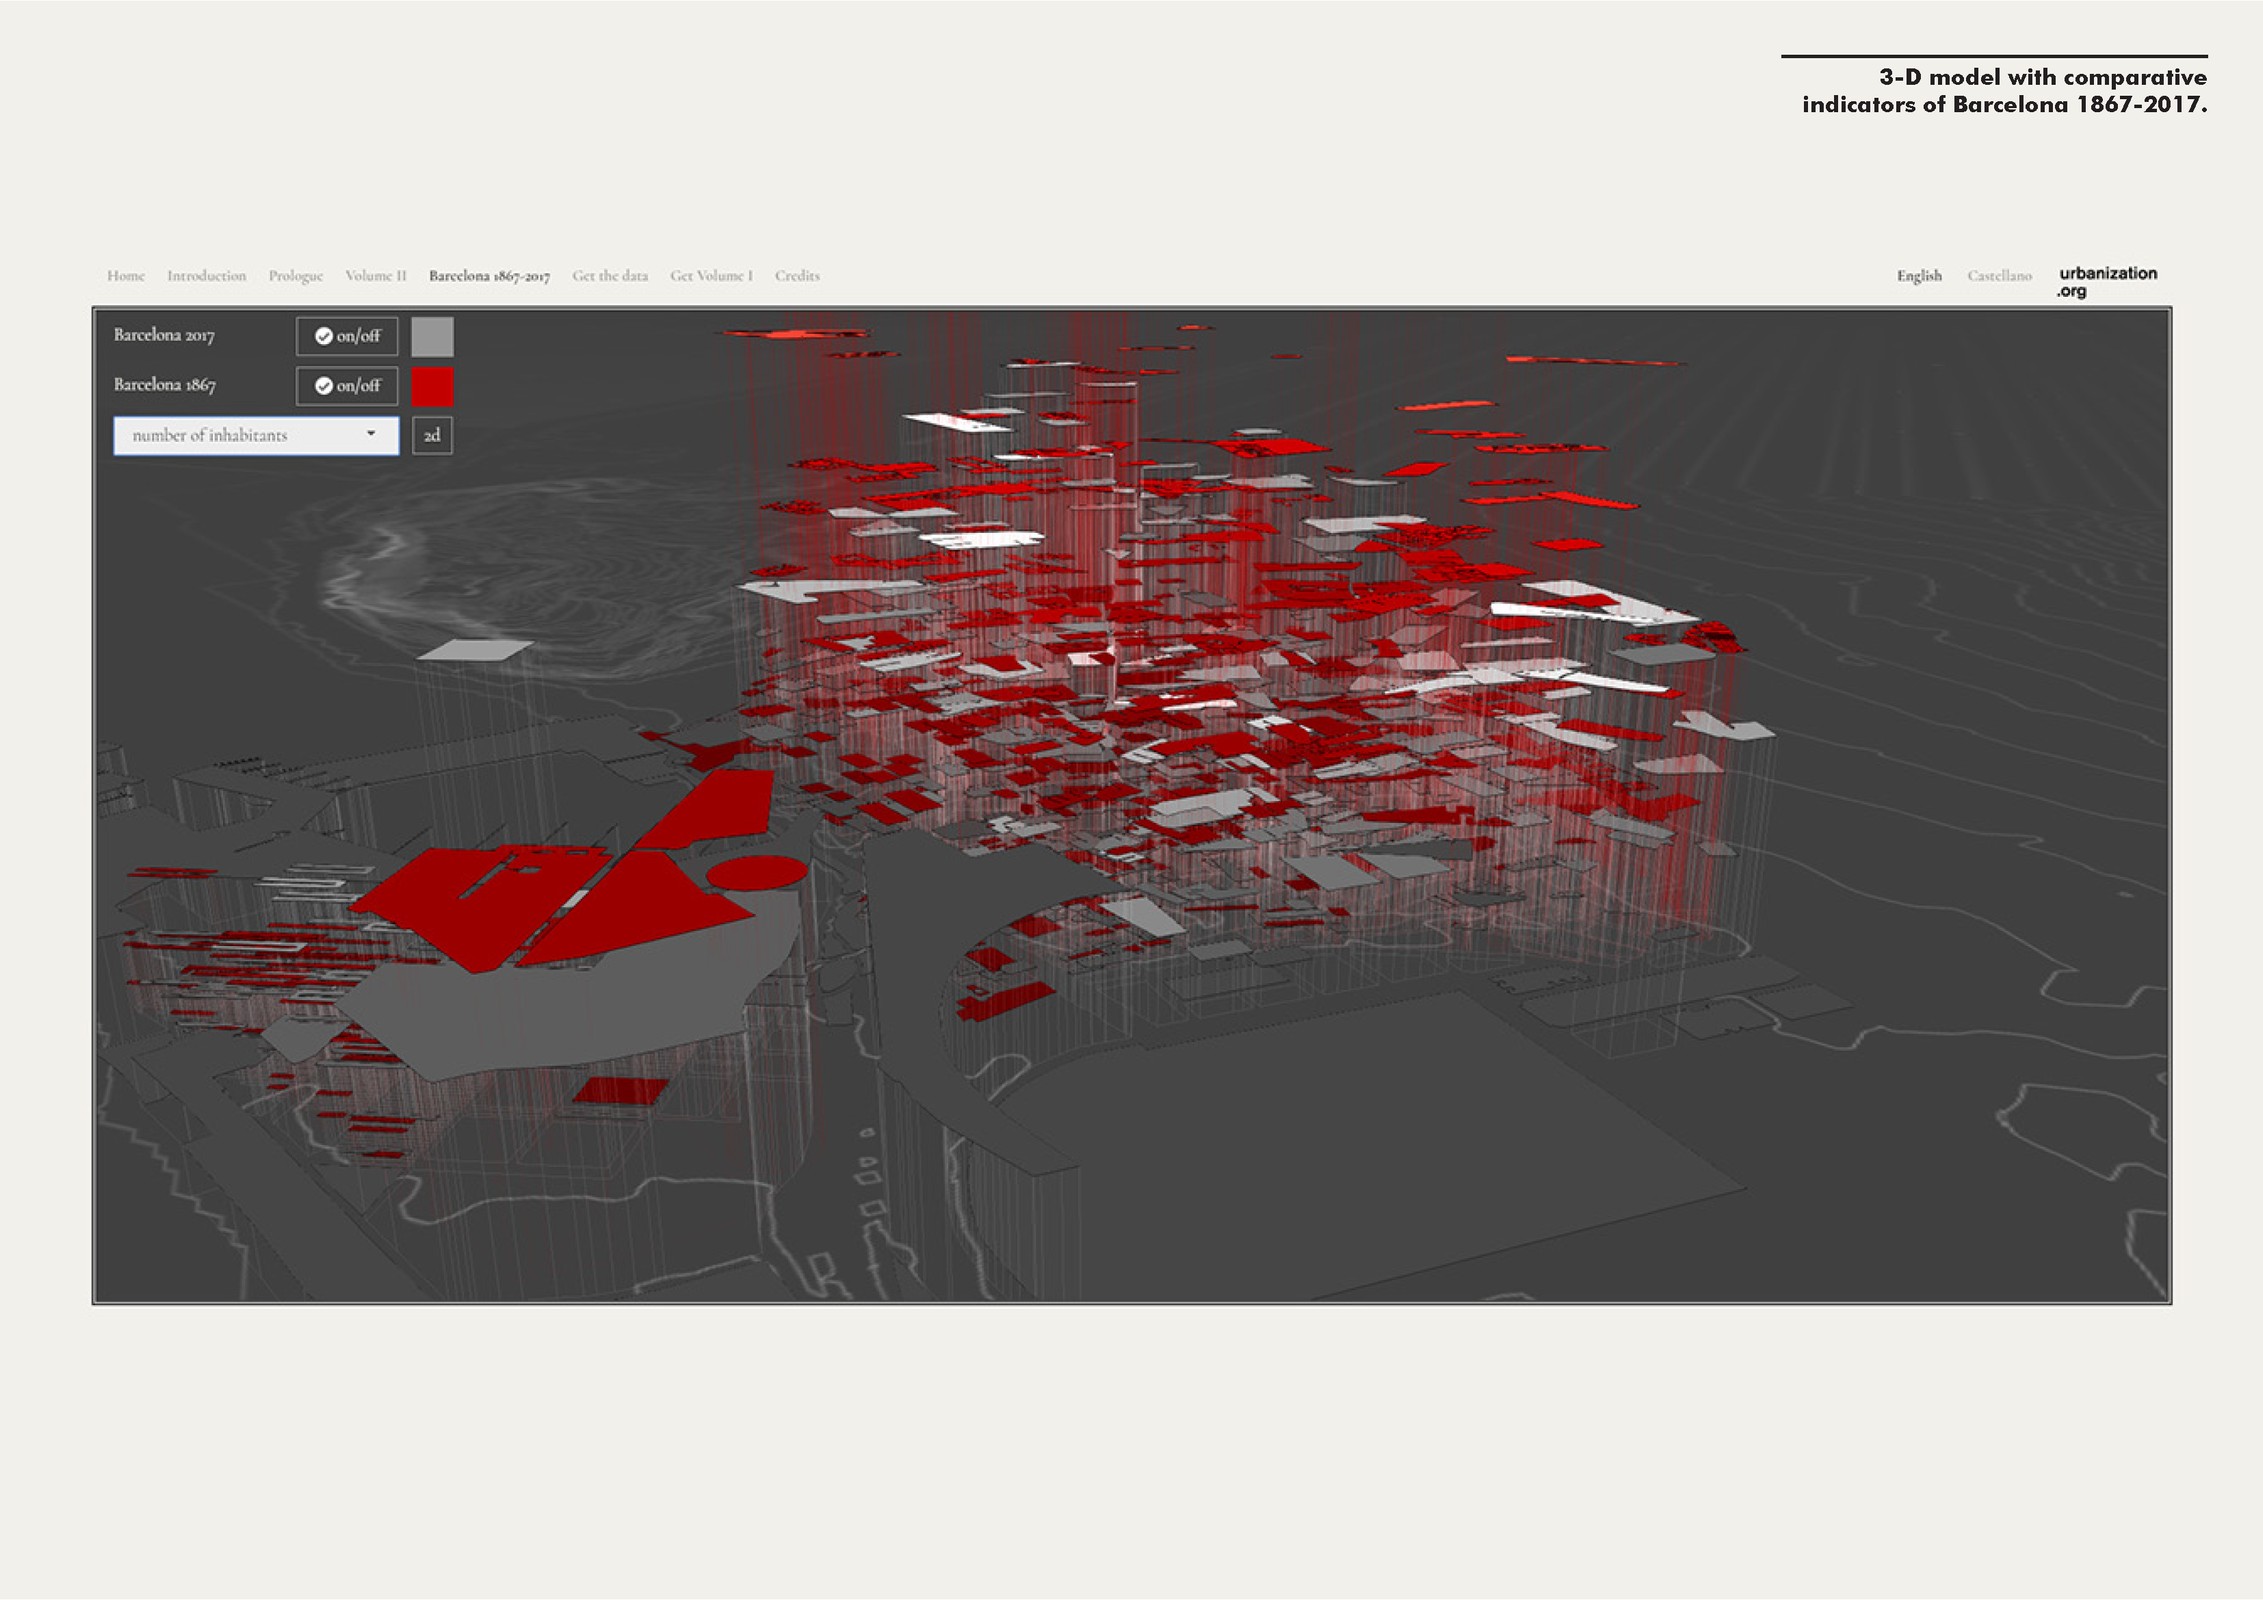 3-D model with comparative
indicators of Barcelona 1867-2017.
Home Introduction Prologue Volume II Barcelona 1867-2017 Get the data Get Volume I Credits
English Castellano urbanization
.org
Barcelona 2017 on/off
Barcelona 1867 on/off
number of inhabitants 2d